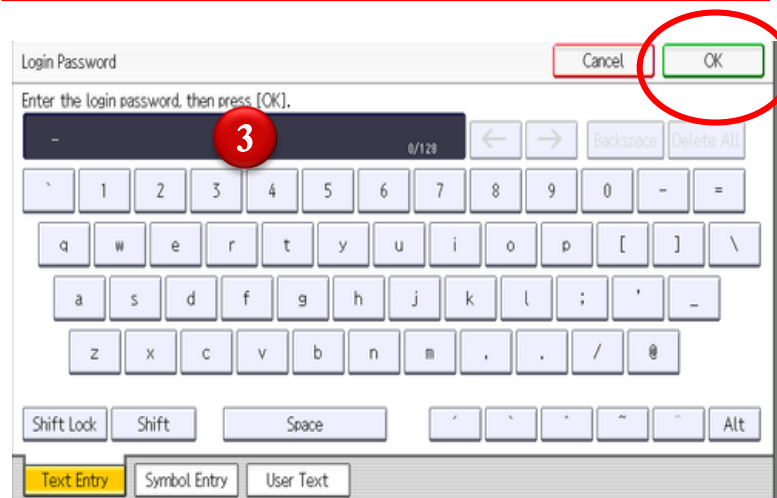 Login Password Cancel OK
Enter the login password, then press [OK].
_ 3 0/128 ← → Backspace Delete All
` 1 2 3 4 5 6 7 8 9 0 - =
q w e r t y u i o p [ ] \
a s d f g h j k l ; ' _
z x c v b n m , . / @
Shift Lock Shift Space ´ ` ^ ~ ¨ Alt
Text Entry Symbol Entry User Text